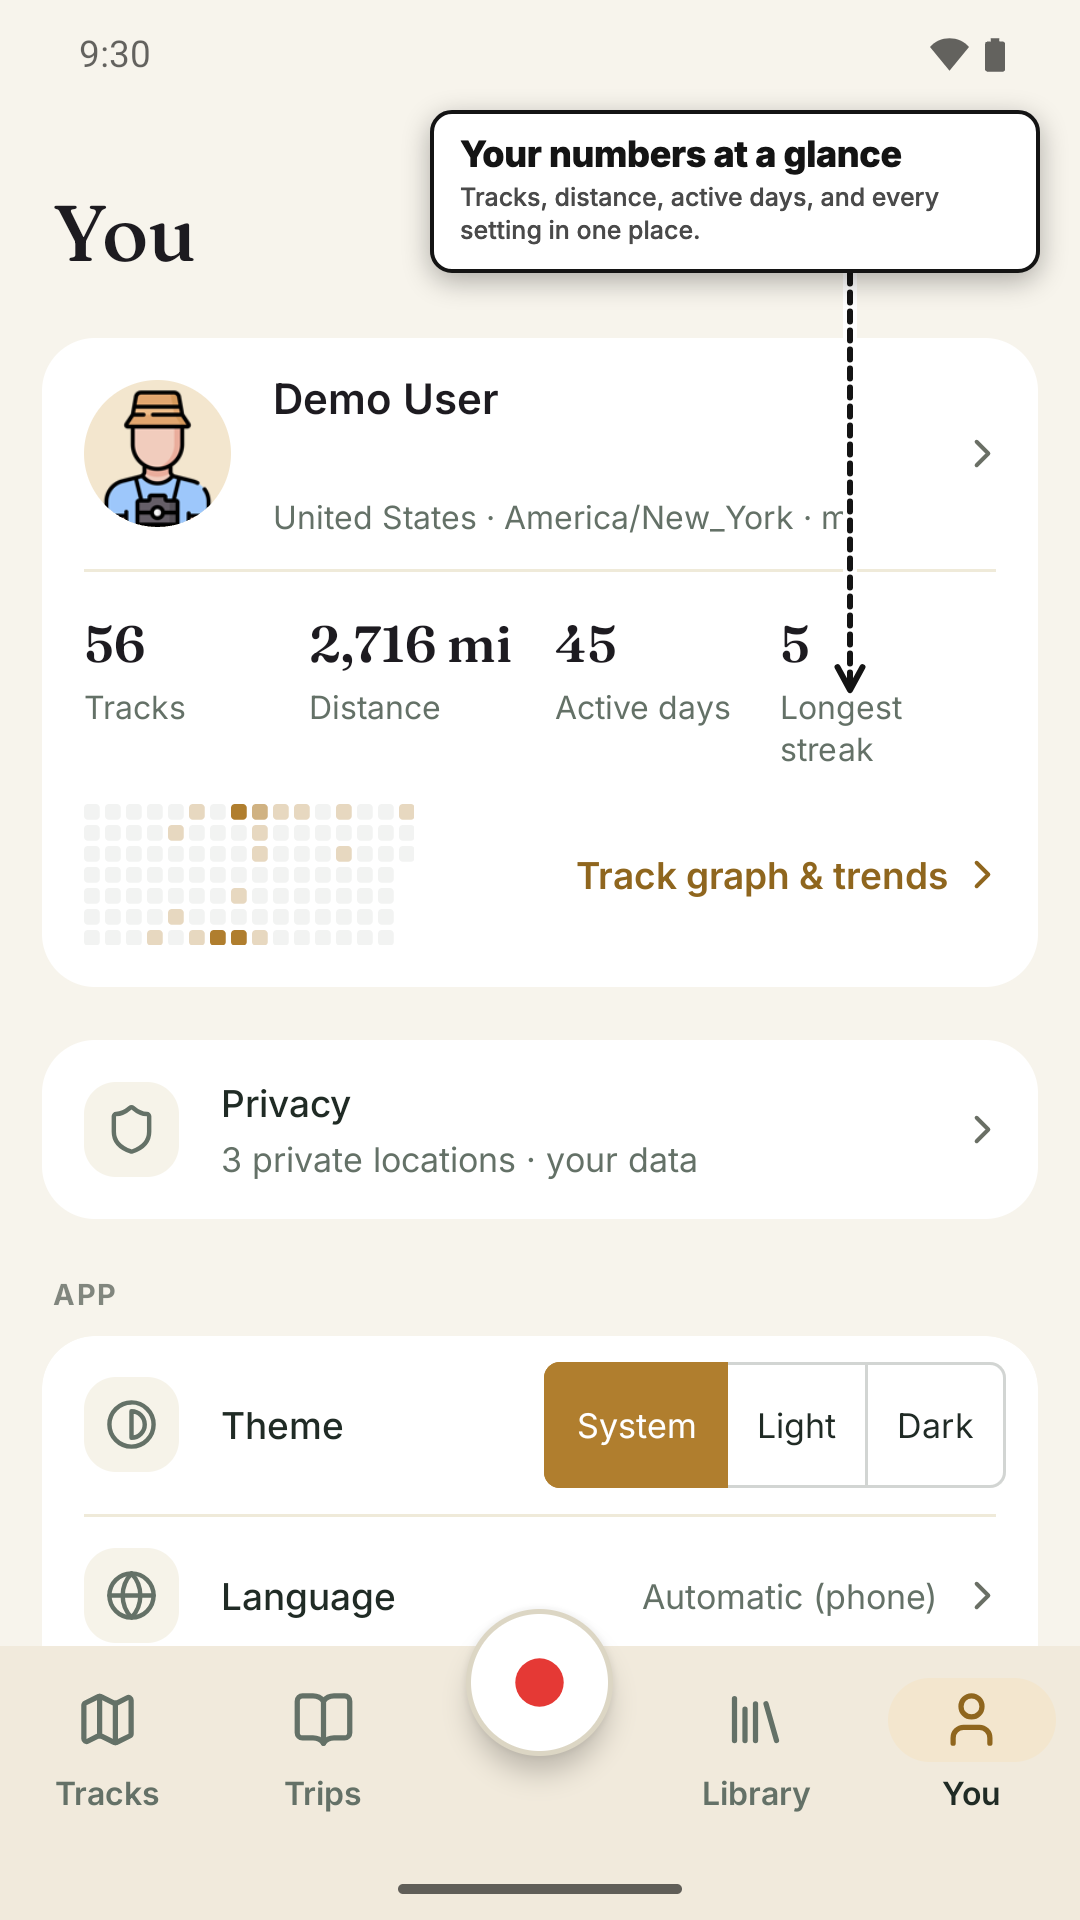 9:30
Your numbers at a glance
Tracks, distance, active days, and every
setting in one place.
You
Demo User
United States · America/New_York · m
56
Tracks
2,716 mi
Distance
45
Active days
5
Longest
streak
Track graph & trends
Privacy
3 private locations · your data
APP
Theme
System
Light
Dark
Language
Automatic (phone)
Tracks
Trips
Library
You